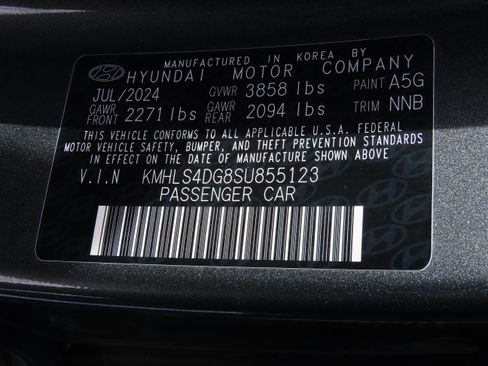 MANUFACTURED IN KOREA BY
HYUNDAI MOTOR COMPANY
JUL/2024 GVWR 3858 lbs PAINT A5G
GAWR FRONT 2271 lbs GAWR REAR 2094 lbs TRIM NNB
THIS VEHICLE CONFORMS TO ALL APPLICABLE U.S.A. FEDERAL
MOTOR VEHICLE SAFETY, BUMPER, AND THEFT PREVENTION STANDARDS
IN EFFECT ON THE DATE OF MANUFACTURE SHOWN ABOVE.
V.I.N KMHLS4DG8SU855123
PASSENGER CAR